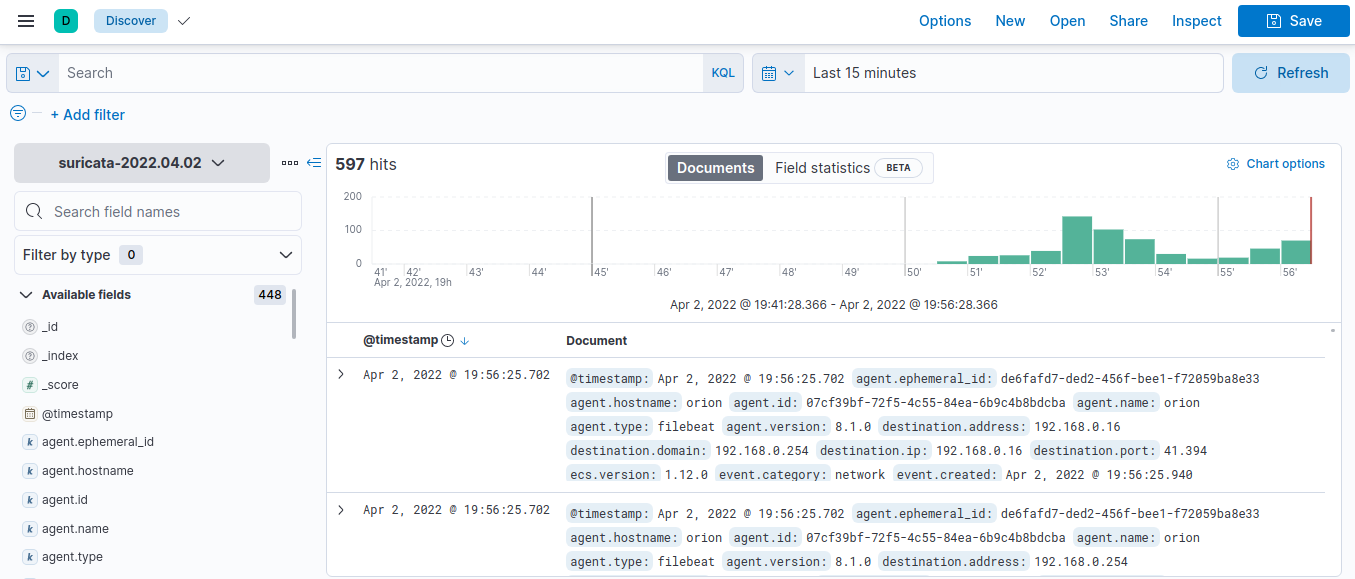 D Discover Options New Open Share Inspect Save
Search KQL Last 15 minutes Refresh
+ Add filter
suricata-2022.04.02
Search field names
Filter by type 0
Available fields 448
_id
_index
_score
@timestamp
agent.ephemeral_id
agent.hostname
agent.id
agent.name
agent.type
597 hits Documents Field statistics BETA Chart options
200
100
0
41' 42' 43' 44' 45' 46' 47' 48' 49' 50' 51' 52' 53' 54' 55' 56'
Apr 2, 2022, 19h
Apr 2, 2022 @ 19:41:28.366 - Apr 2, 2022 @ 19:56:28.366
@timestamp Document
Apr 2, 2022 @ 19:56:25.702 @timestamp: Apr 2, 2022 @ 19:56:25.702 agent.ephemeral_id: de6fafd7-ded2-456f-bee1-f72059ba8e33
agent.hostname: orion agent.id: 07cf39bf-72f5-4c55-84ea-6b9c4b8bdcba agent.name: orion
agent.type: filebeat agent.version: 8.1.0 destination.address: 192.168.0.16
destination.domain: 192.168.0.254 destination.ip: 192.168.0.16 destination.port: 41.394
ecs.version: 1.12.0 event.category: network event.created: Apr 2, 2022 @ 19:56:25.940
Apr 2, 2022 @ 19:56:25.702 @timestamp: Apr 2, 2022 @ 19:56:25.702 agent.ephemeral_id: de6fafd7-ded2-456f-bee1-f72059ba8e33
agent.hostname: orion agent.id: 07cf39bf-72f5-4c55-84ea-6b9c4b8bdcba agent.name: orion
agent.type: filebeat agent.version: 8.1.0 destination.address: 192.168.0.254